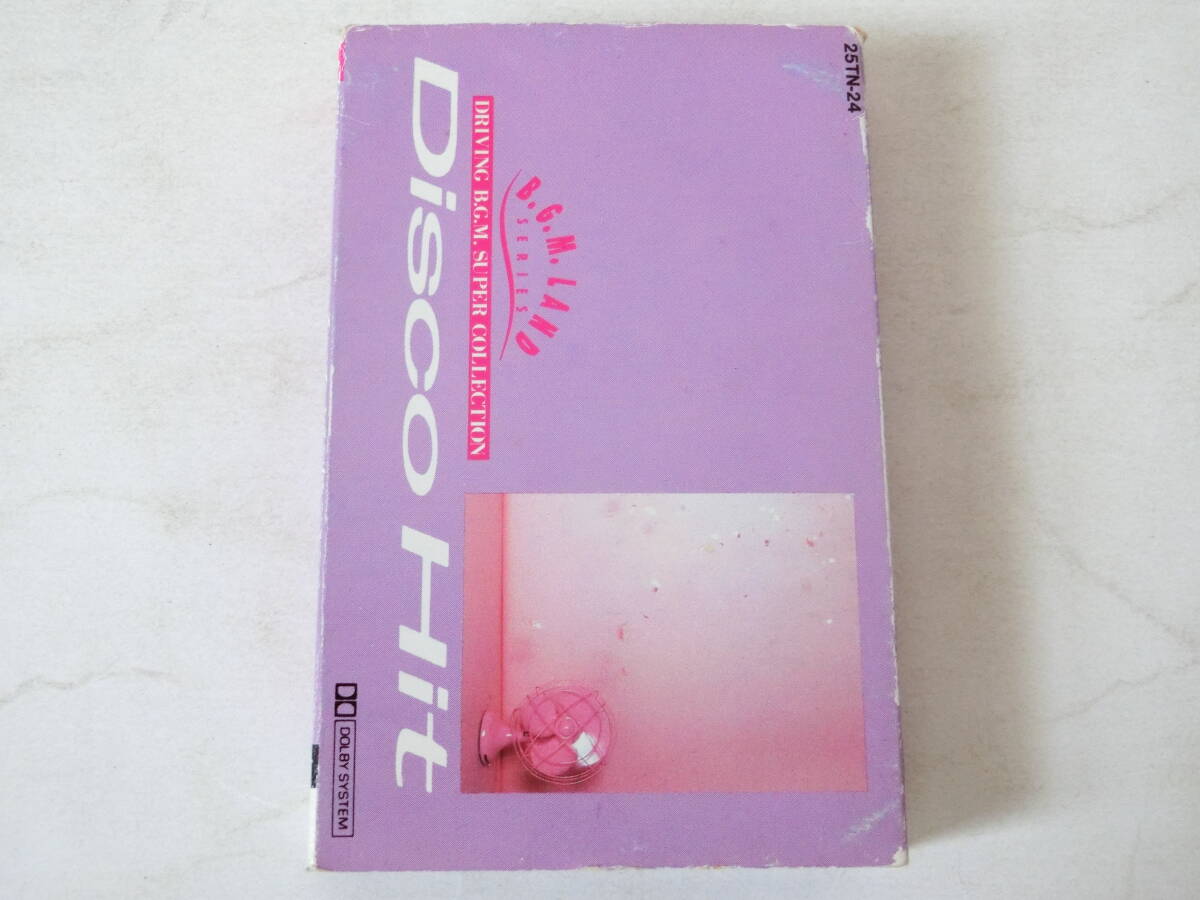 25TN-24
B.G.M. LAND
SERIES
DRIVING B.G.M. SUPER COLLECTION
Disco Hit
DOLBY SYSTEM